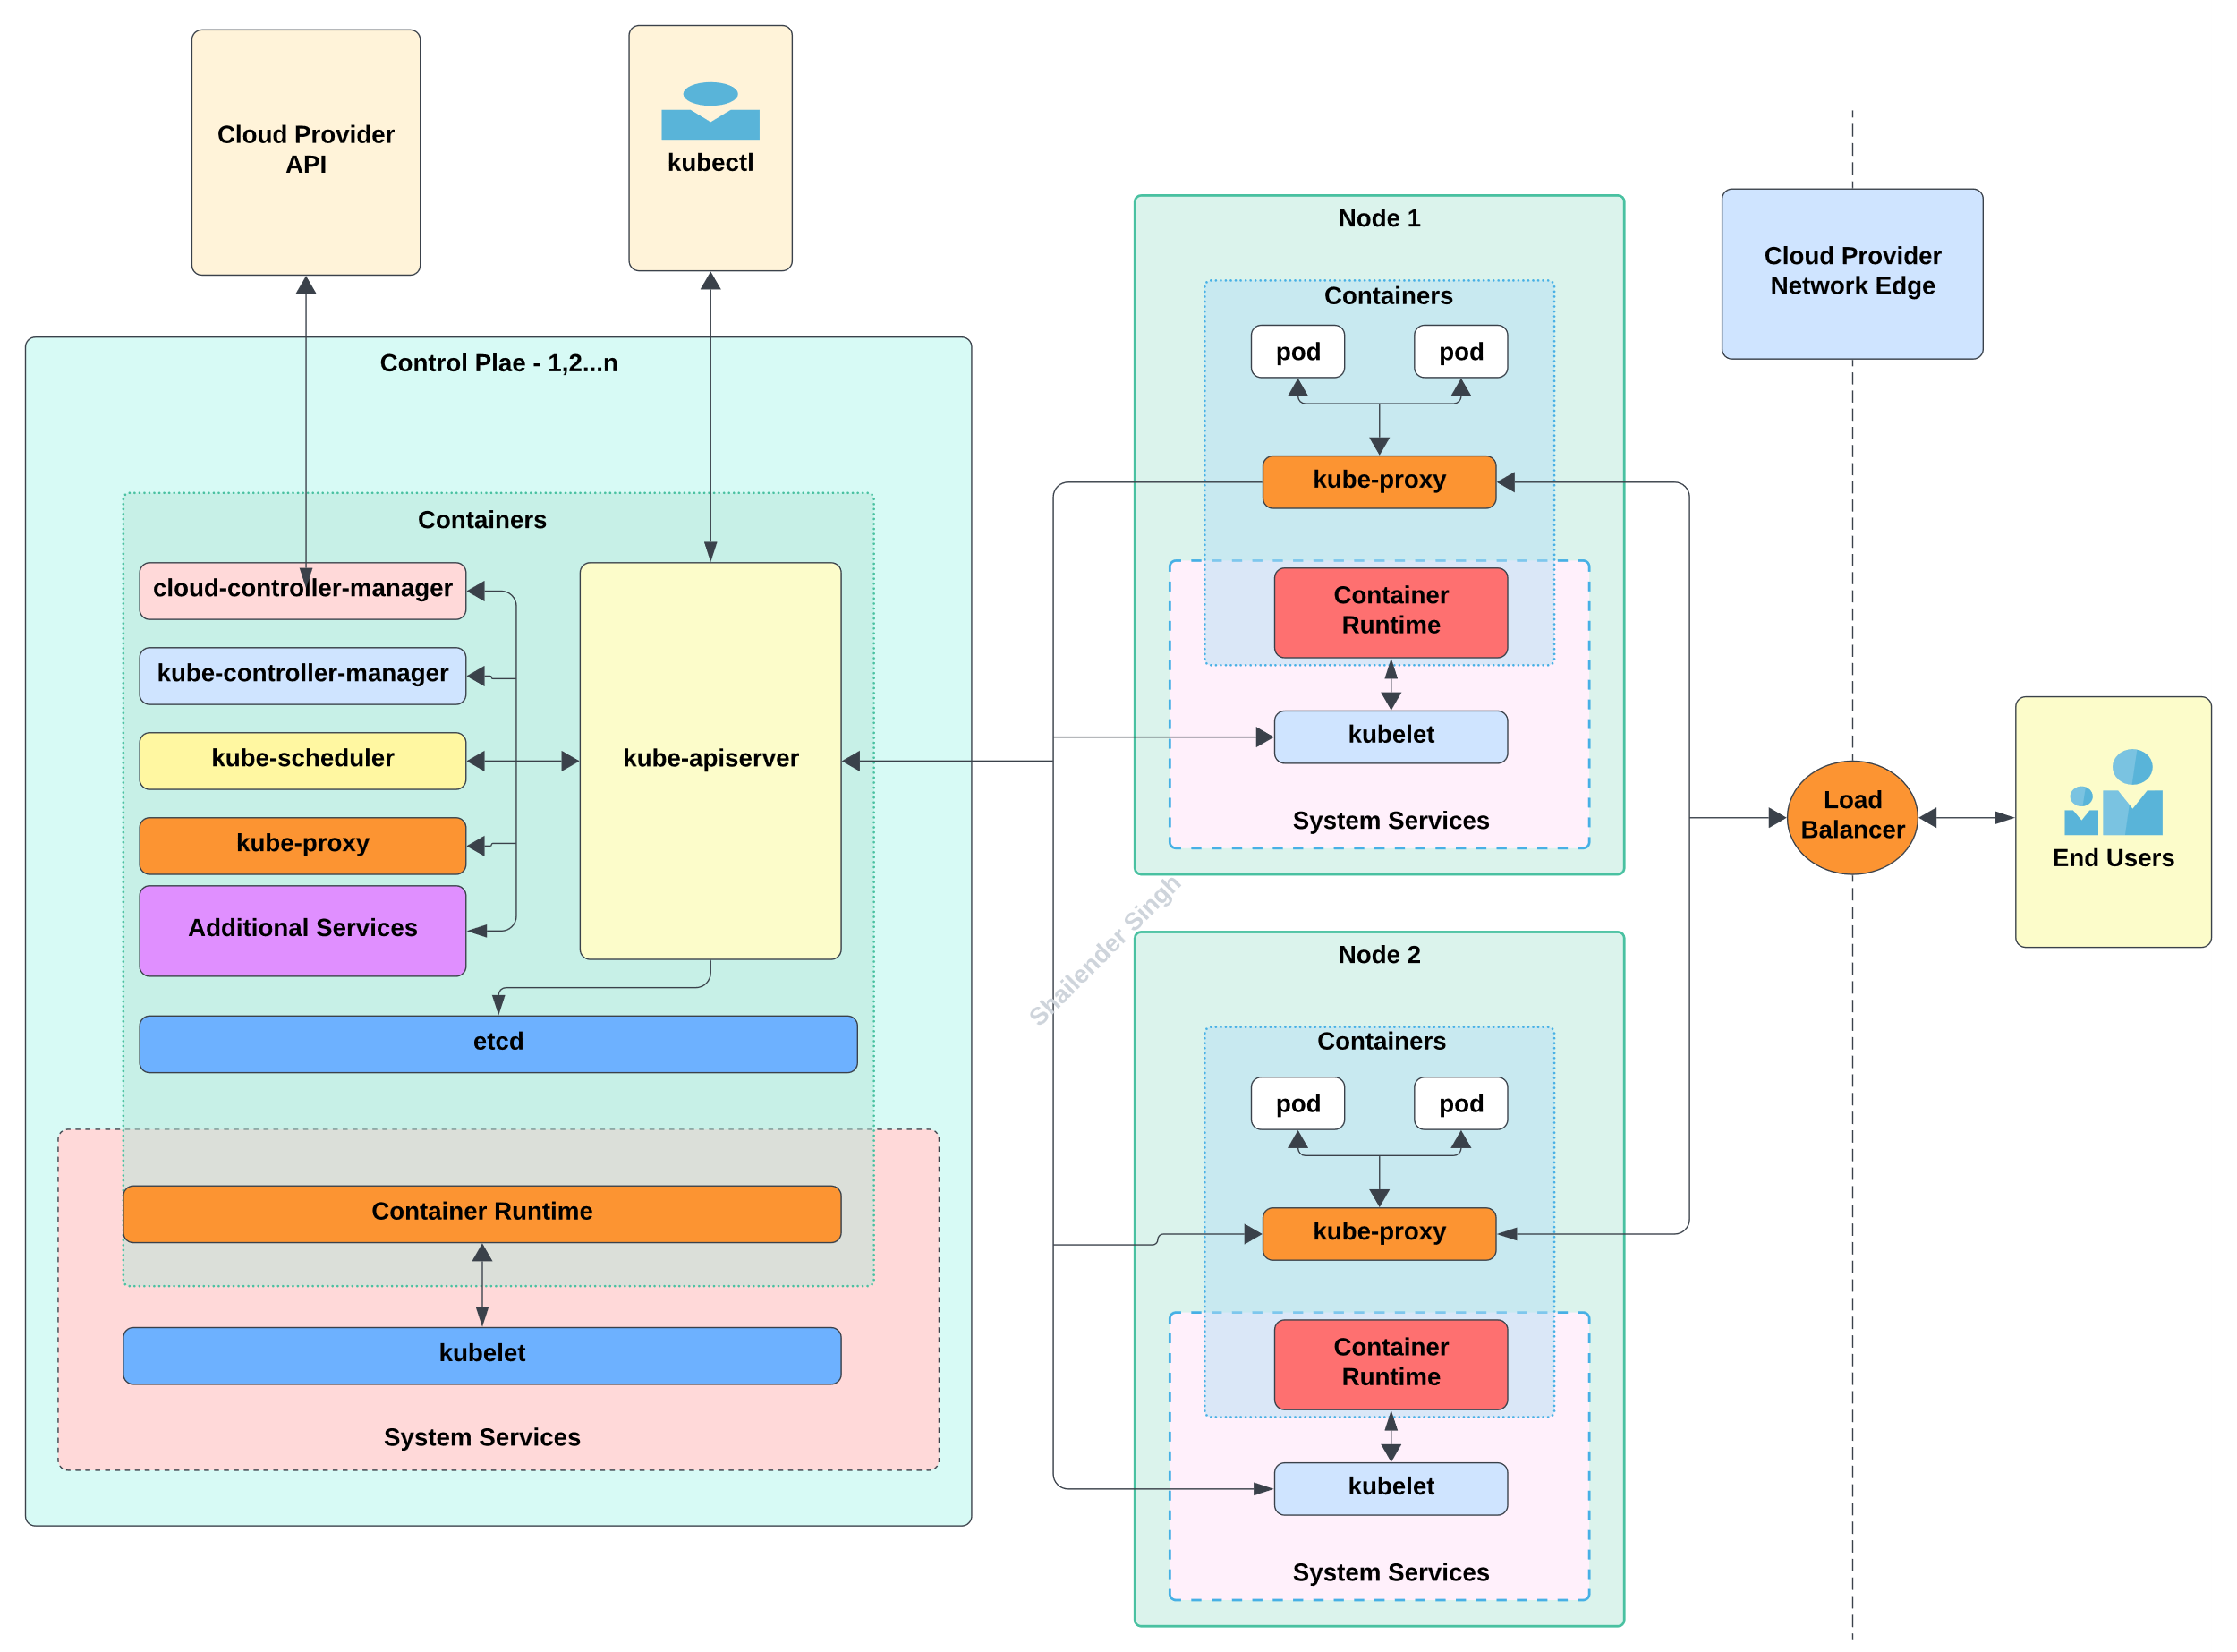 Cloud Provider
API
kubectl
Control Plae - 1,2...n
Containers
cloud-controller-manager
kube-controller-manager
kube-scheduler
kube-proxy
Additional Services
kube-apiserver
etcd
Container Runtime
kubelet
System Services
Node 1
Containers
pod
pod
kube-proxy
Container
Runtime
kubelet
System Services
Shailender Singh
Node 2
Containers
pod
pod
kube-proxy
Container
Runtime
kubelet
System Services
Cloud Provider
Network Edge
Load
Balancer
End Users